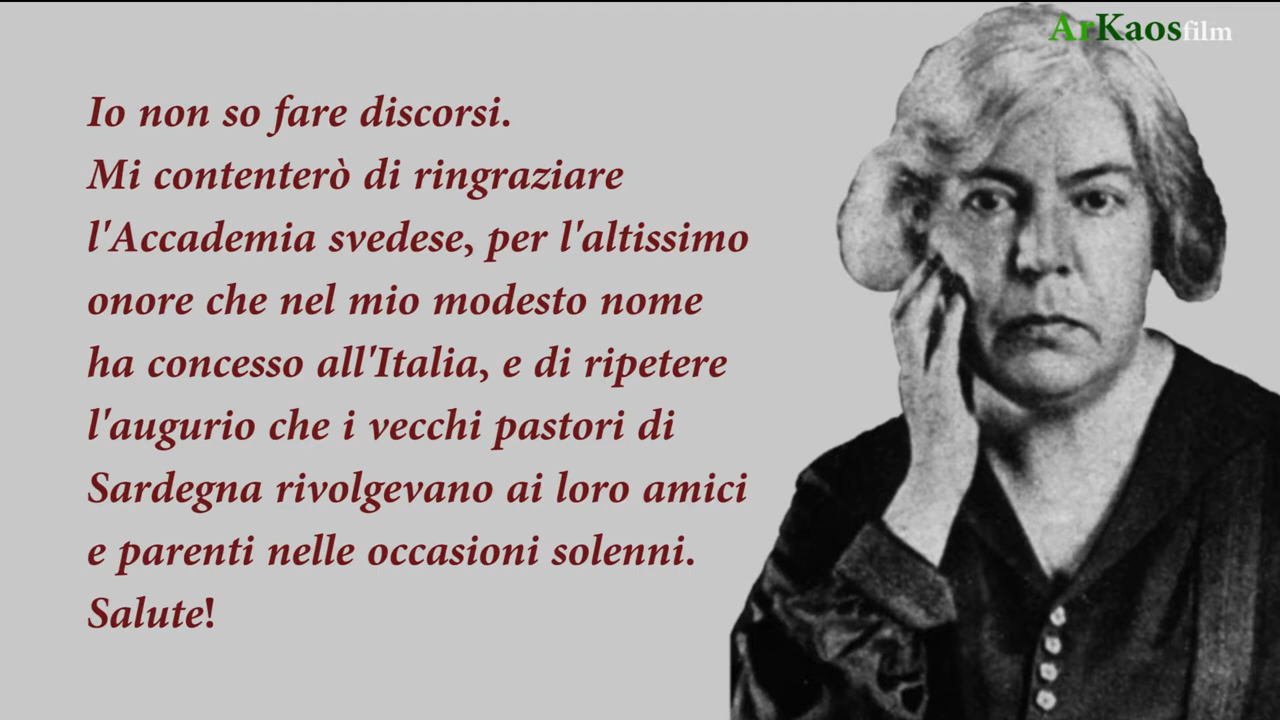 ArKaosfilm
Io non so fare discorsi.
Mi contenterò di ringraziare
l'Accademia svedese, per l'altissimo
onore che nel mio modesto nome
ha concesso all'Italia, e di ripetere
l'augurio che i vecchi pastori di
Sardegna rivolgevano ai loro amici
e parenti nelle occasioni solenni.
Salute!